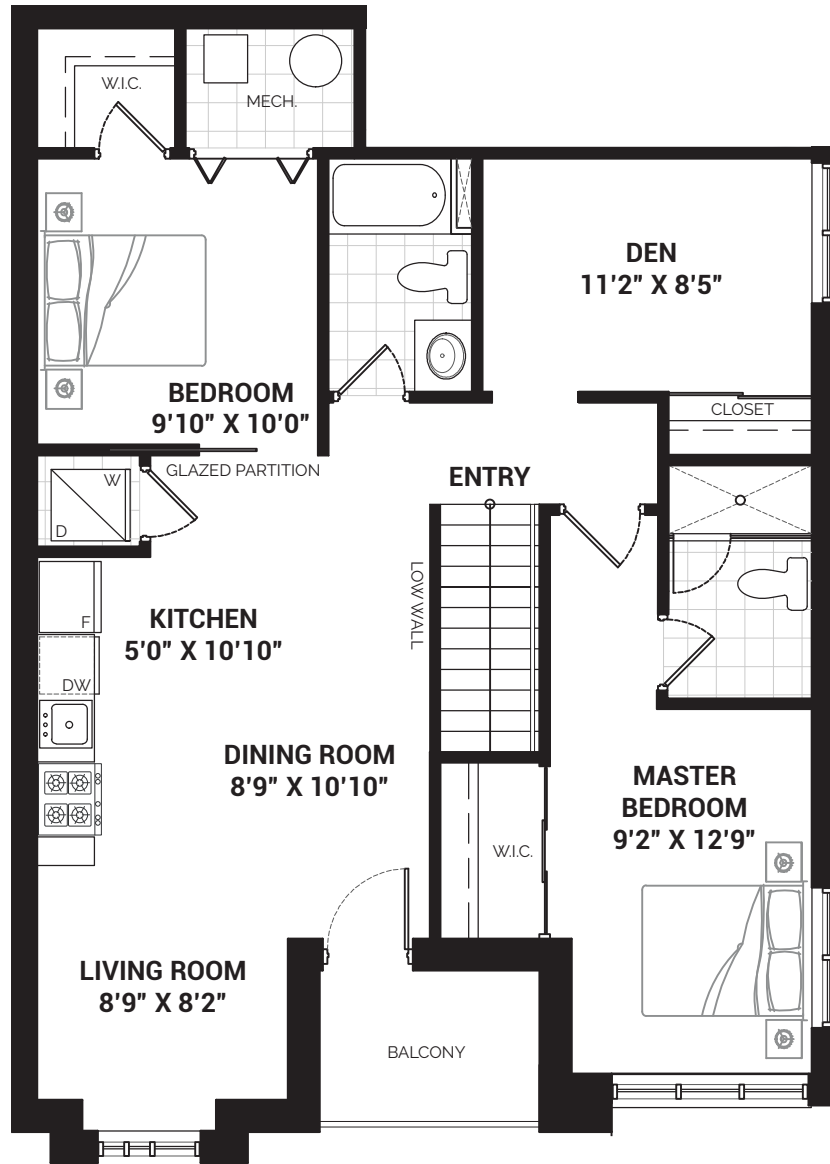 W.I.C.
MECH.
DEN
11'2" X 8'5"
BEDROOM
9'10" X 10'0"
CLOSET
GLAZED PARTITION
W
D
ENTRY
LOW WALL
F
KITCHEN
5'0" X 10'10"
DW
DINING ROOM
8'9" X 10'10"
MASTER
BEDROOM
9'2" X 12'9"
W.I.C.
LIVING ROOM
8'9" X 8'2"
BALCONY